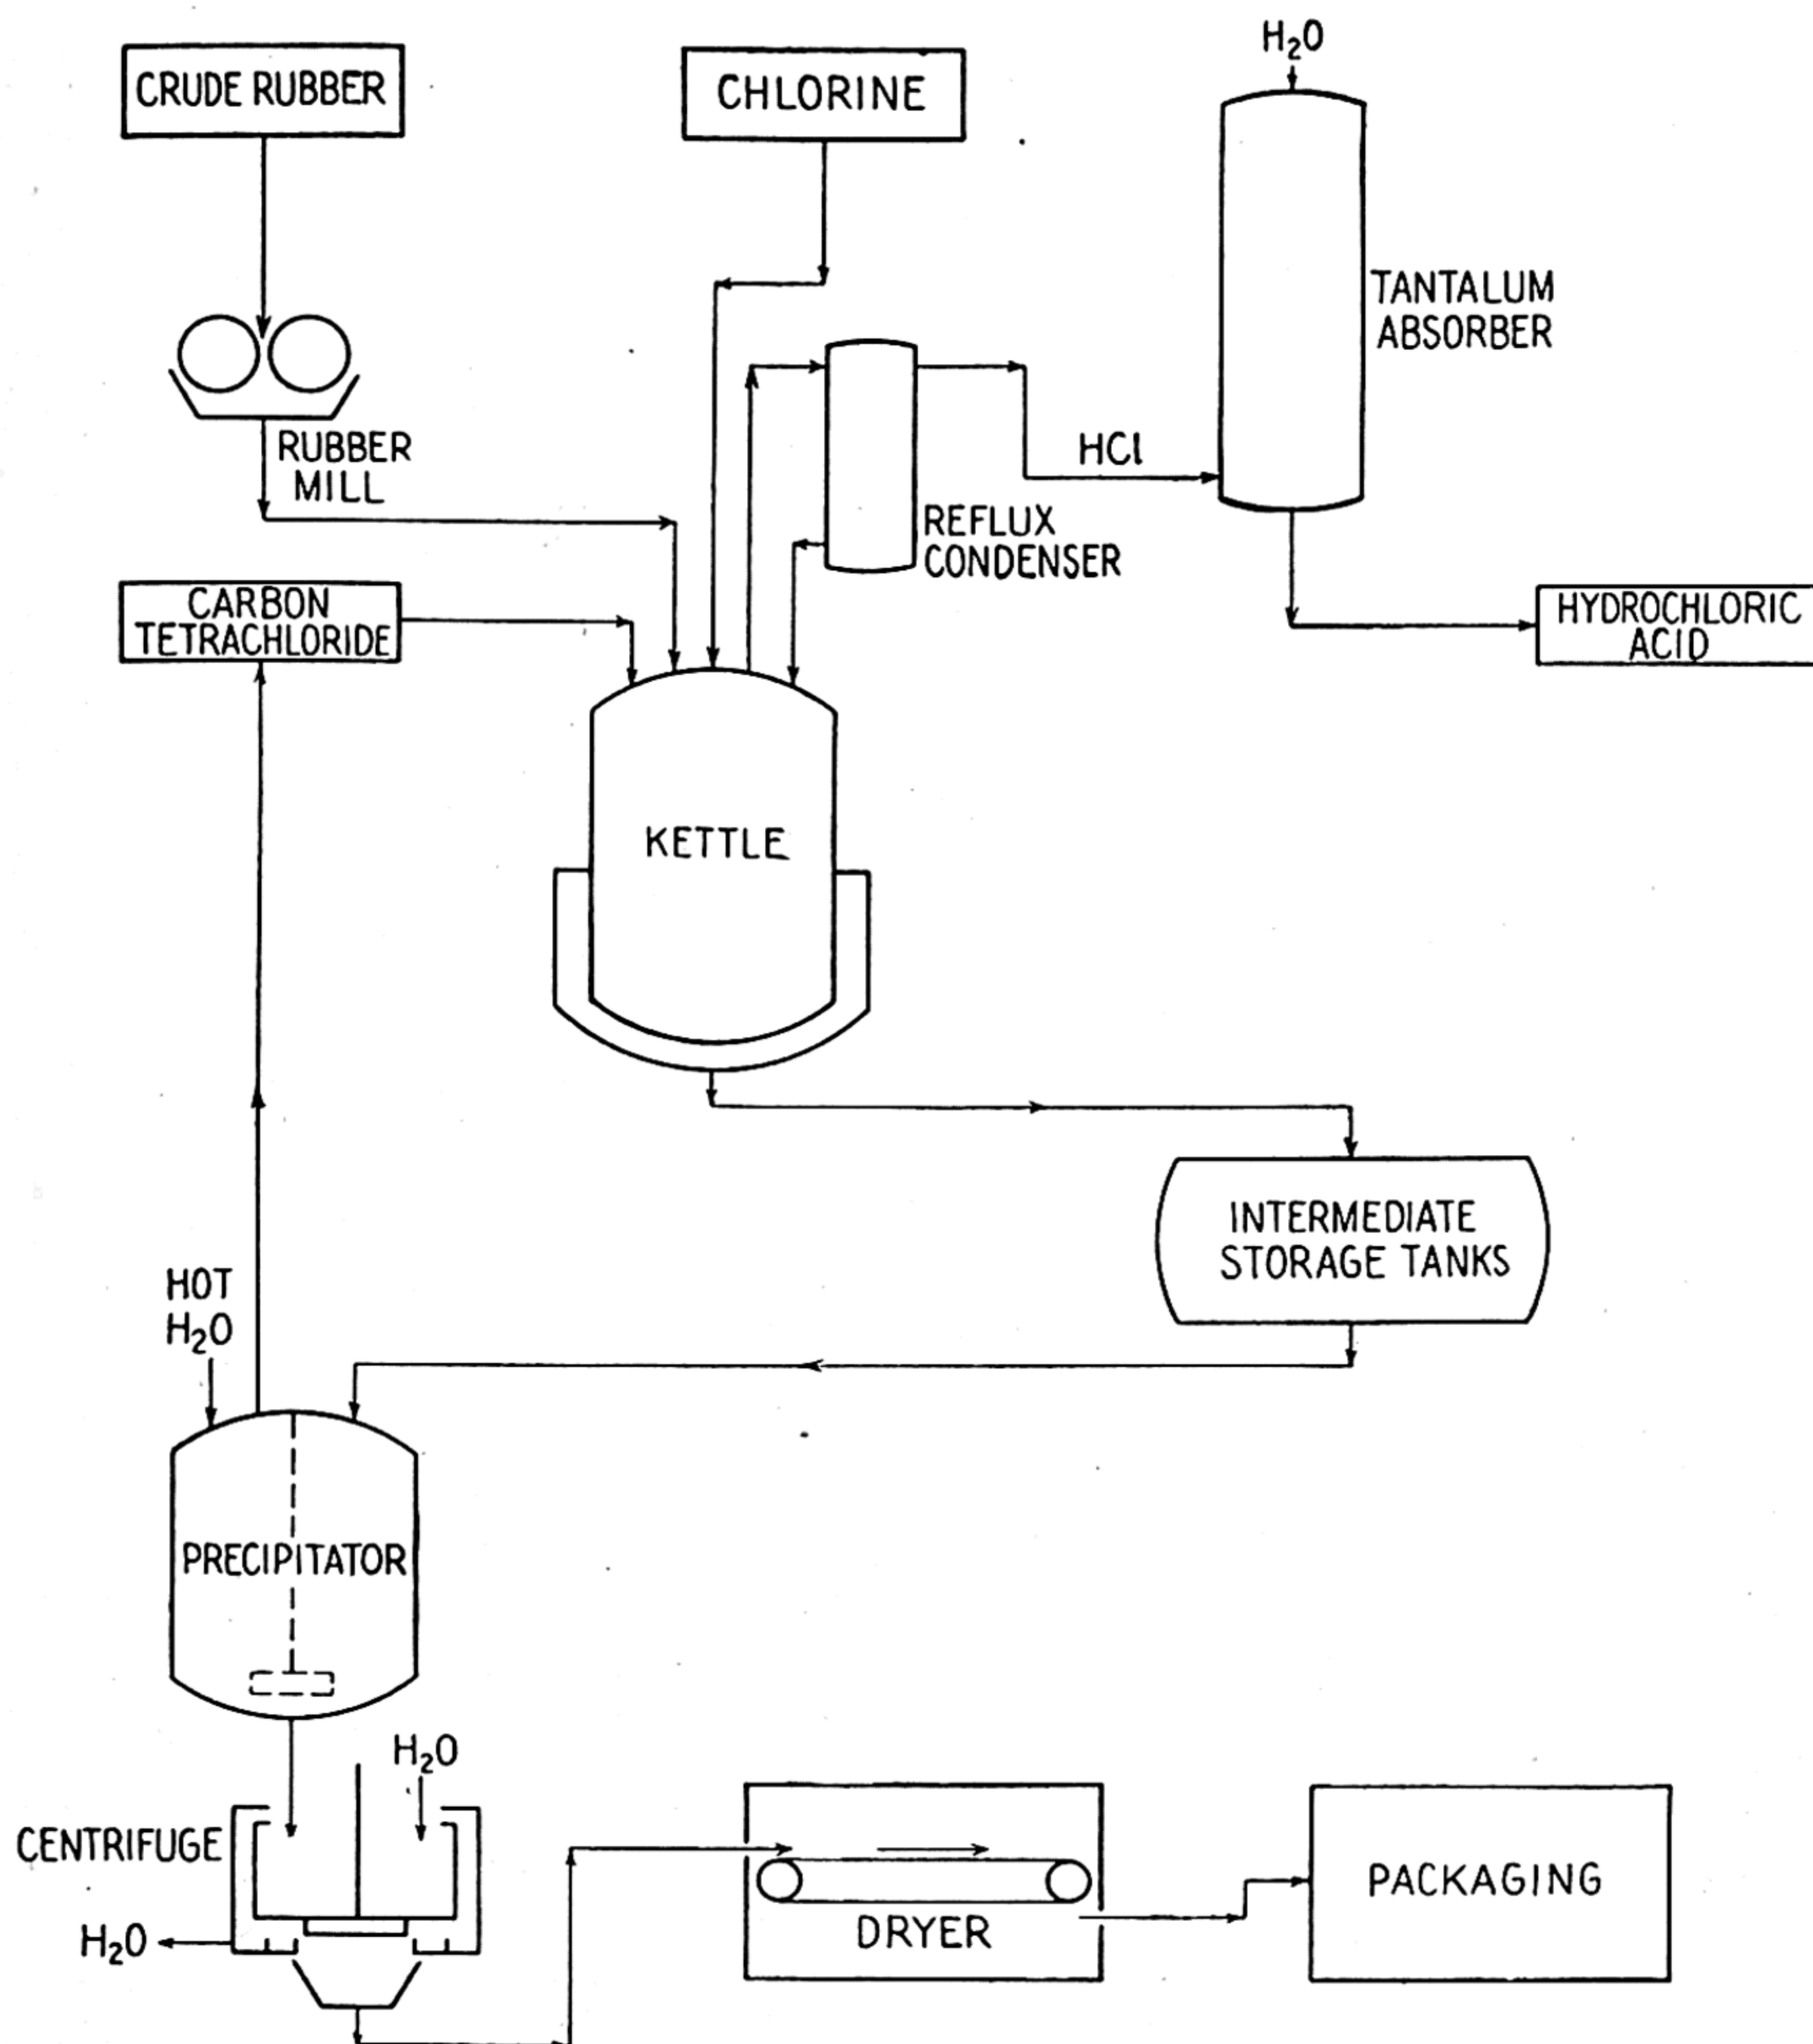 CRUDE RUBBER
CHLORINE
H₂O
TANTALUM
ABSORBER
RUBBER
MILL
HCl
REFLUX
CONDENSER
CARBON
TETRACHLORIDE
HYDROCHLORIC
ACID
KETTLE
INTERMEDIATE
STORAGE TANKS
HOT
H₂O
PRECIPITATOR
H₂O
CENTRIFUGE
H₂O
DRYER
PACKAGING